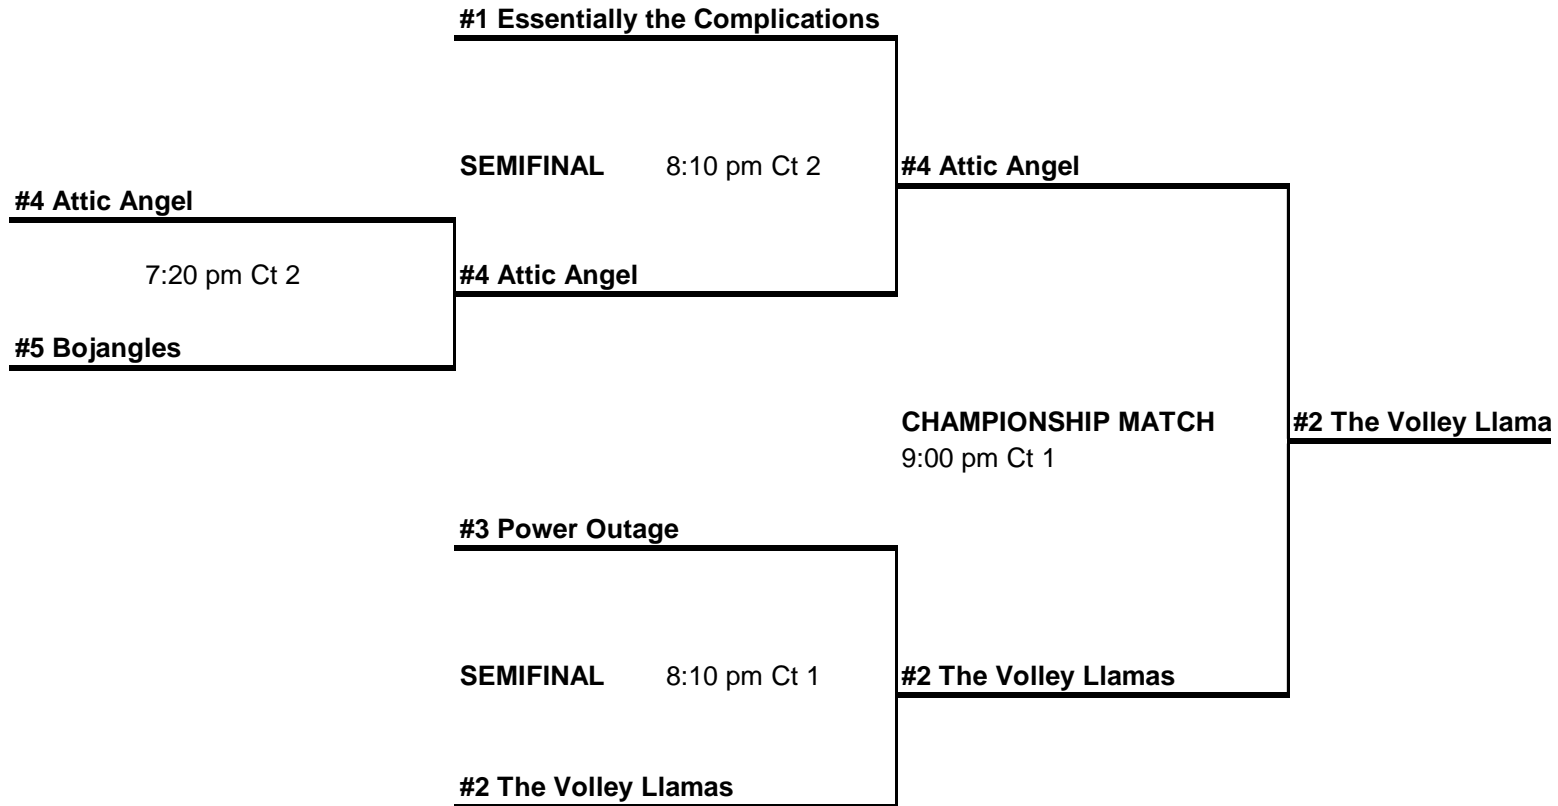 #1 Essentially the Complications
SEMIFINAL 8:10 pm Ct 2
#4 Attic Angel
#4 Attic Angel
7:20 pm Ct 2
#4 Attic Angel
#5 Bojangles
CHAMPIONSHIP MATCH
9:00 pm Ct 1
#2 The Volley Llama
#3 Power Outage
SEMIFINAL 8:10 pm Ct 1
#2 The Volley Llamas
#2 The Volley Llamas